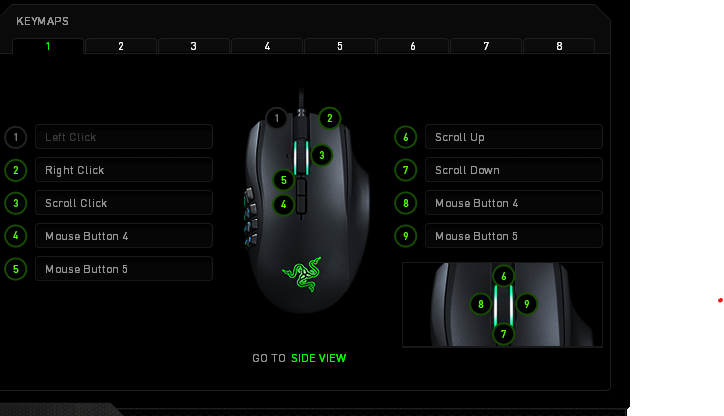 KEYMAPS
1 2 3 4 5 6 7 8
1 Left Click
2 Right Click
3 Scroll Click
4 Mouse Button 4
5 Mouse Button 5
1 2
3
5
4
GO TO SIDE VIEW
6 Scroll Up
7 Scroll Down
8 Mouse Button 4
9 Mouse Button 5
6
8 9
7